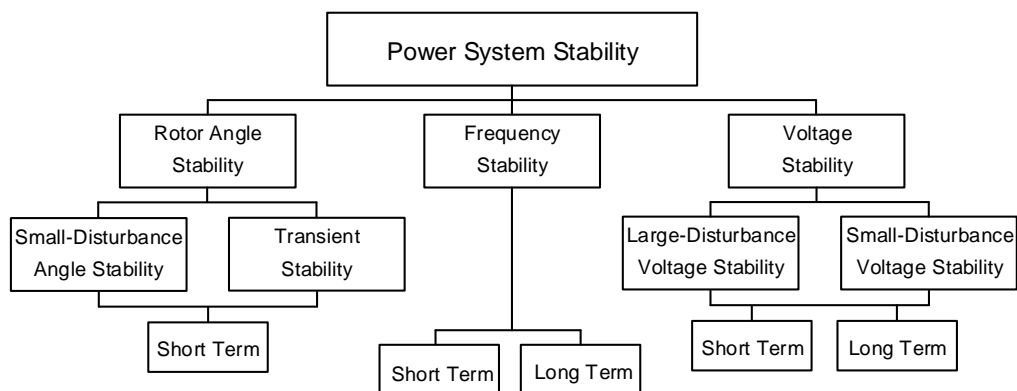 Power System Stability
Rotor Angle
Stability
Frequency
Stability
Voltage
Stability
Small-Disturbance
Angle Stability
Transient
Stability
Large-Disturbance
Voltage Stability
Small-Disturbance
Voltage Stability
Short Term
Short Term
Long Term
Short Term
Long Term